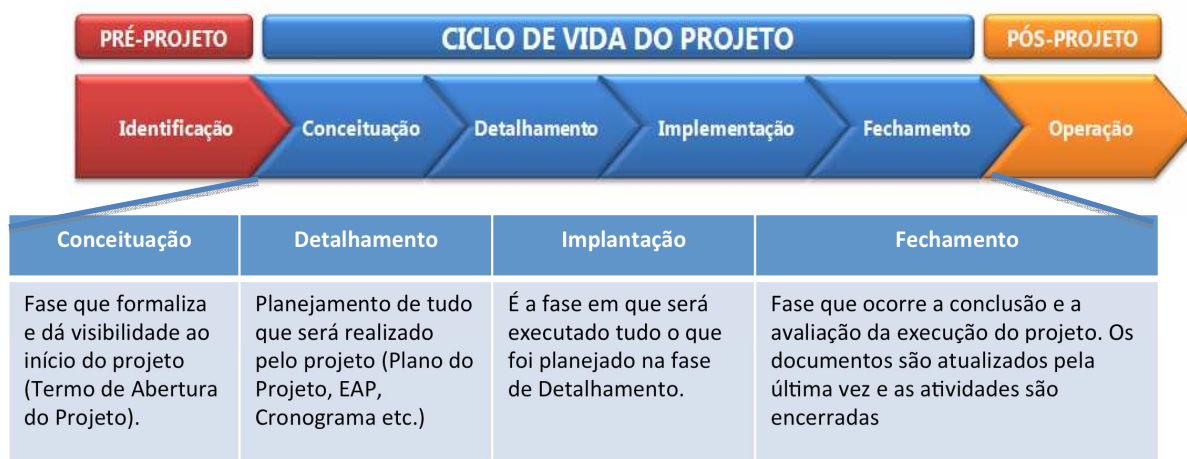 PRÉ-PROJETO
CICLO DE VIDA DO PROJETO
PÓS-PROJETO
Identificação
Conceituação
Detalhamento
Implementação
Fechamento
Operação
Conceituação
Detalhamento
Implantação
Fechamento
Fase que formaliza
e dá visibilidade ao
início do projeto
(Termo de Abertura
do Projeto).
Planejamento de tudo
que será realizado
pelo projeto (Plano do
Projeto, EAP,
Cronograma etc.)
É a fase em que será
executado tudo o que
foi planejado na fase
de Detalhamento.
Fase que ocorre a conclusão e a
avaliação da execução do projeto. Os
documentos são atualizados pela
última vez e as atividades são
encerradas